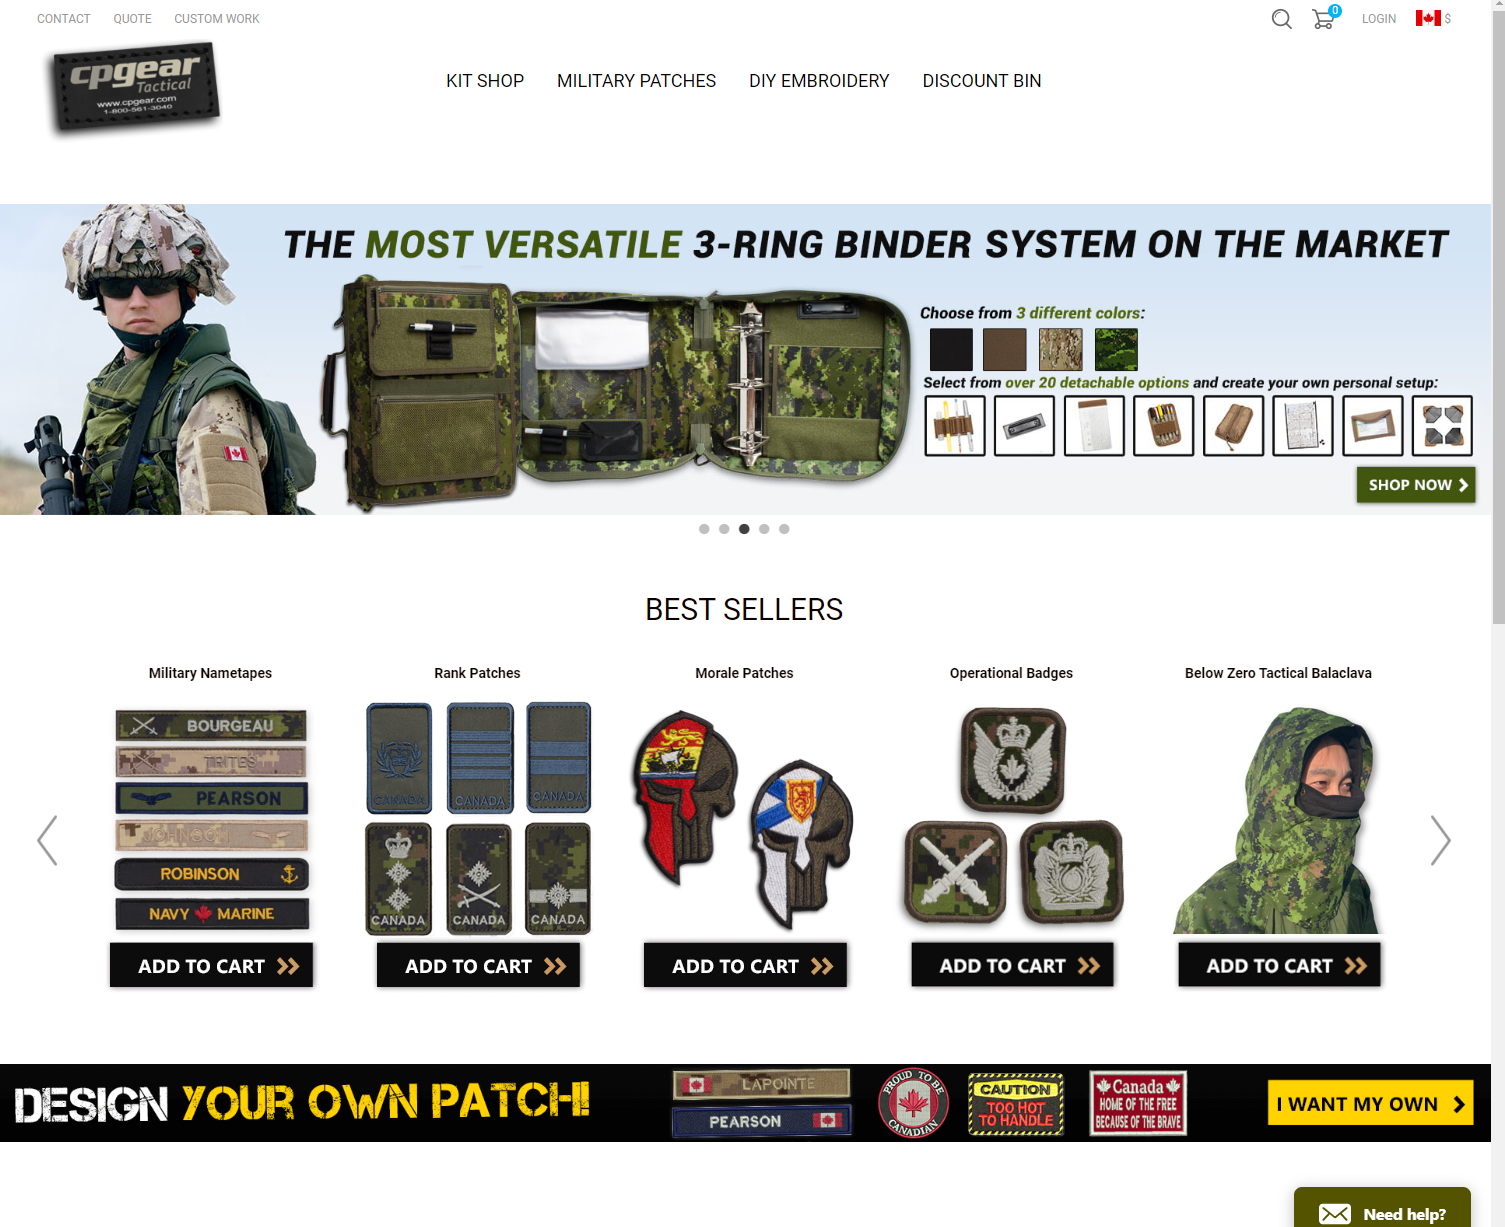 CONTACT QUOTE CUSTOM WORK
0 LOGIN $
cpgear
Tactical
www.cpgear.com
1-800-561-3040
KIT SHOP MILITARY PATCHES DIY EMBROIDERY DISCOUNT BIN
THE MOST VERSATILE 3-RING BINDER SYSTEM ON THE MARKET
Choose from 3 different colors:
Select from over 20 detachable options and create your own personal setup:
SHOP NOW
BEST SELLERS
Military Nametapes
Rank Patches
Morale Patches
Operational Badges
Below Zero Tactical Balaclava
BOURGEAU
TRITES
PEARSON
JOHNSON
ROBINSON
NAVY MARINE
CANADA CANADA CANADA
CANADA CANADA CANADA
ADD TO CART
ADD TO CART
ADD TO CART
ADD TO CART
ADD TO CART
DESIGN YOUR OWN PATCH!
LAPOINTE
PEARSON
PROUD TO BE
CANADIAN
CAUTION
TOO HOT
TO HANDLE
Canada
HOME OF THE FREE
BECAUSE OF THE BRAVE
I WANT MY OWN
Need help?